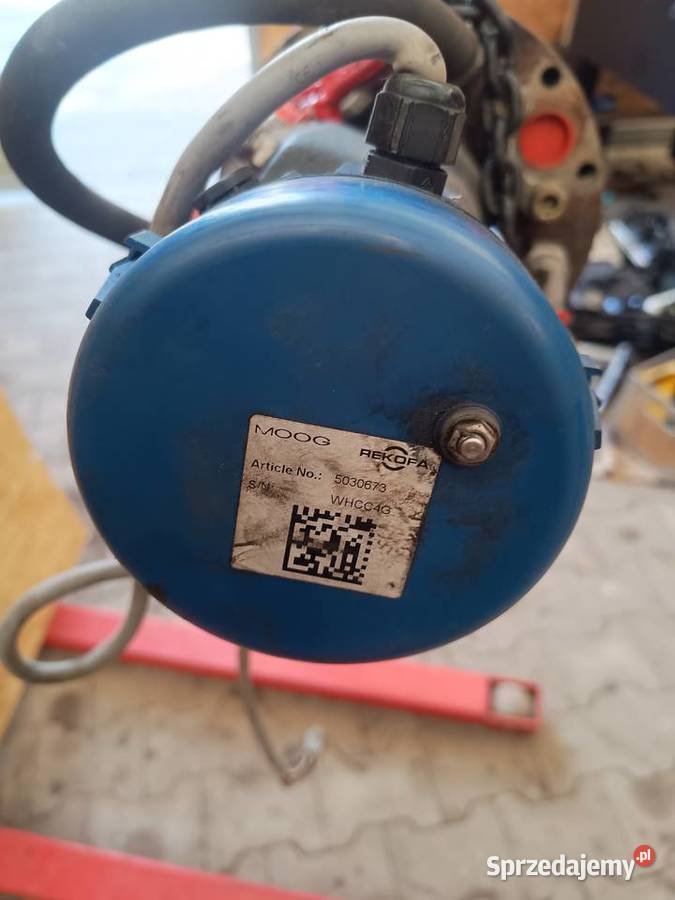 MOOG
REKOFA
Article No.: 5030673
S/N: WHCC4G
Sprzedajemy.pl